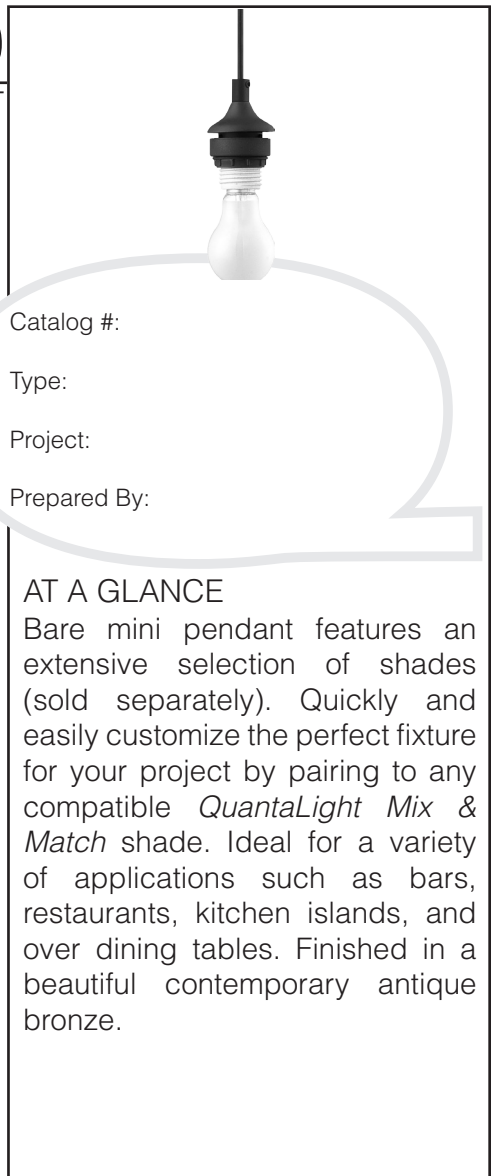 Catalog #:
Type:
Project:
Prepared By:
AT A GLANCE
Bare mini pendant features an
extensive selection of shades
(sold separately). Quickly and
easily customize the perfect fixture
for your project by pairing to any
compatible QuantaLight Mix &
Match shade. Ideal for a variety
of applications such as bars,
restaurants, kitchen islands, and
over dining tables. Finished in a
beautiful contemporary antique
bronze.